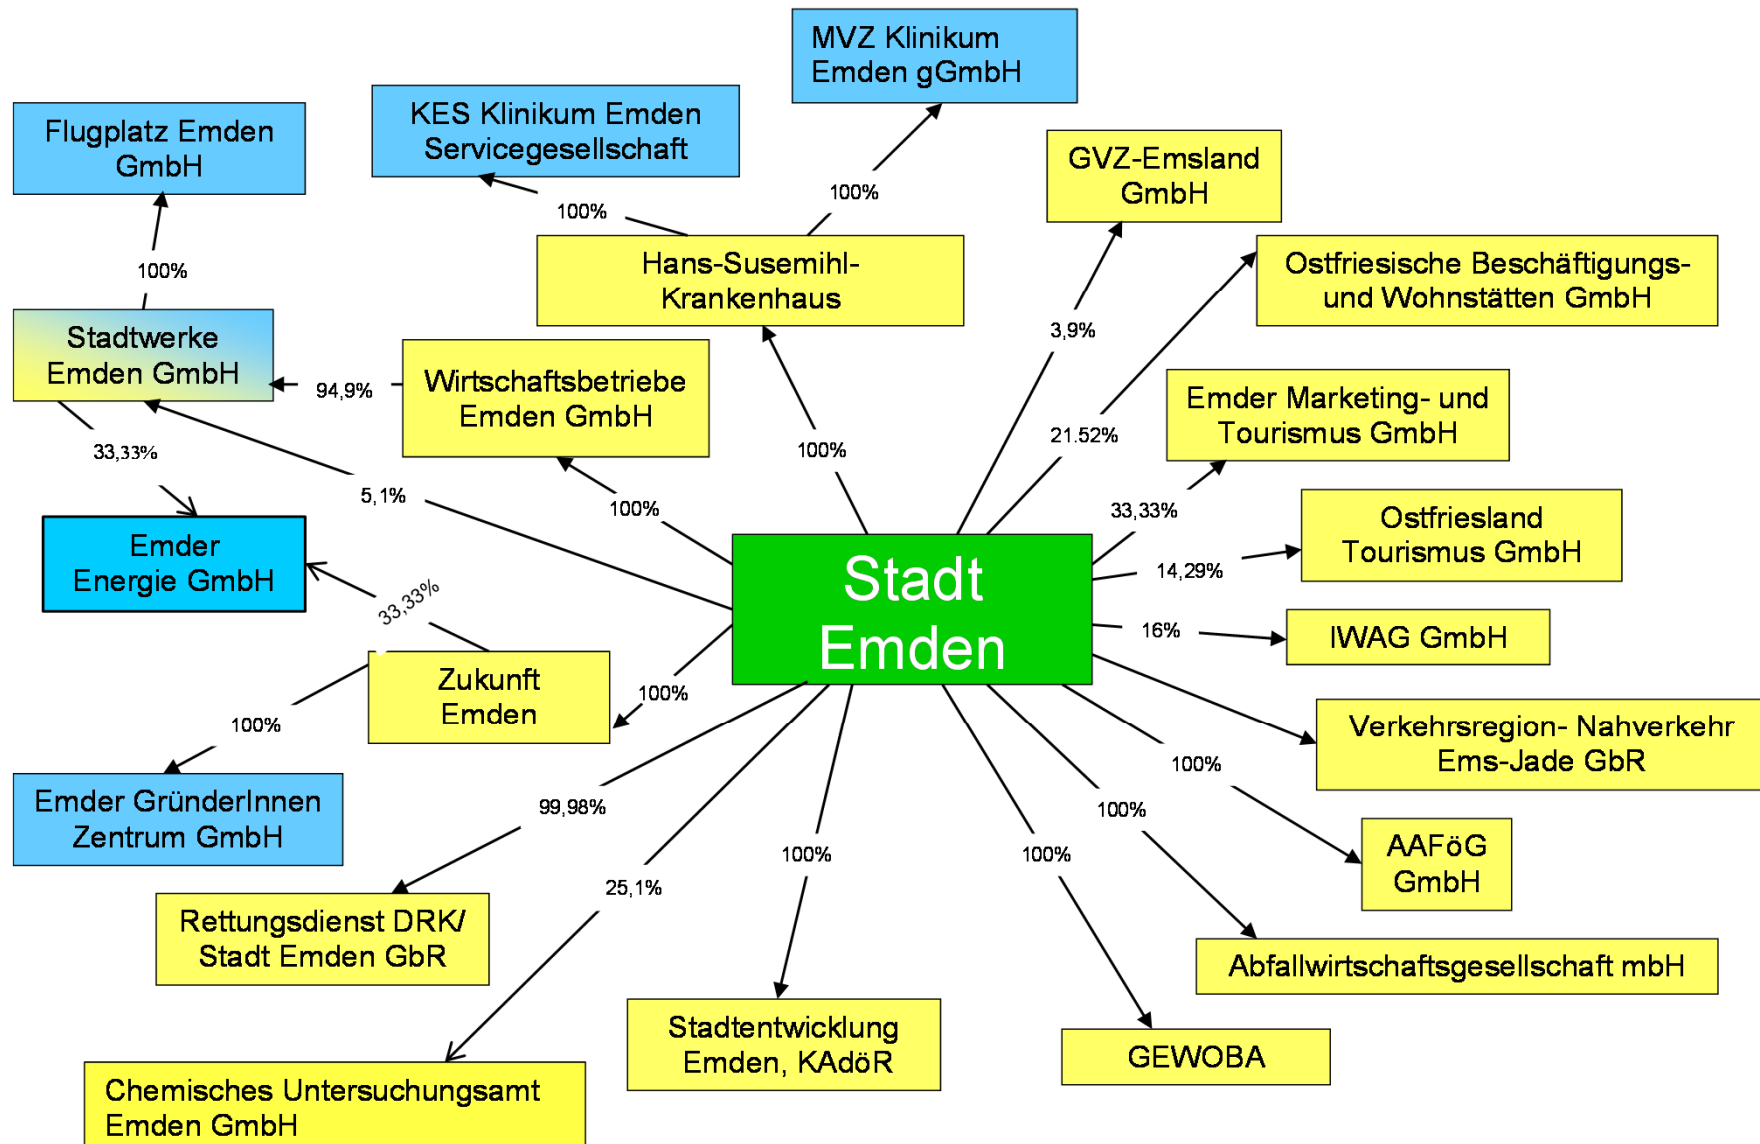 MVZ Klinikum
Emden gGmbH
KES Klinikum Emden
Servicegesellschaft
Flugplatz Emden
GmbH
GVZ-Emsland
GmbH
100%
100%
Hans-Susemihl-
Krankenhaus
Ostfriesische Beschäftigungs-
und Wohnstätten GmbH
100%
Stadtwerke
Emden GmbH
94,9%
Wirtschaftsbetriebe
Emden GmbH
3,9%
Emder Marketing- und
Tourismus GmbH
33,33%
5,1%
100%
100%
21.52%
33,33%
Ostfriesland
Tourismus GmbH
14,29%
Emder
Energie GmbH
33,33%
Stadt
Emden
16%
IWAG GmbH
Zukunft
Emden
100%
100%
Verkehrsregion- Nahverkehr
Ems-Jade GbR
Emder GründerInnen
Zentrum GmbH
99,98%
100%
100%
100%
100%
25,1%
AAFöG
GmbH
Rettungsdienst DRK/
Stadt Emden GbR
Abfallwirtschaftsgesellschaft mbH
Stadtentwicklung
Emden, KAdöR
GEWOBA
Chemisches Untersuchungsamt
Emden GmbH